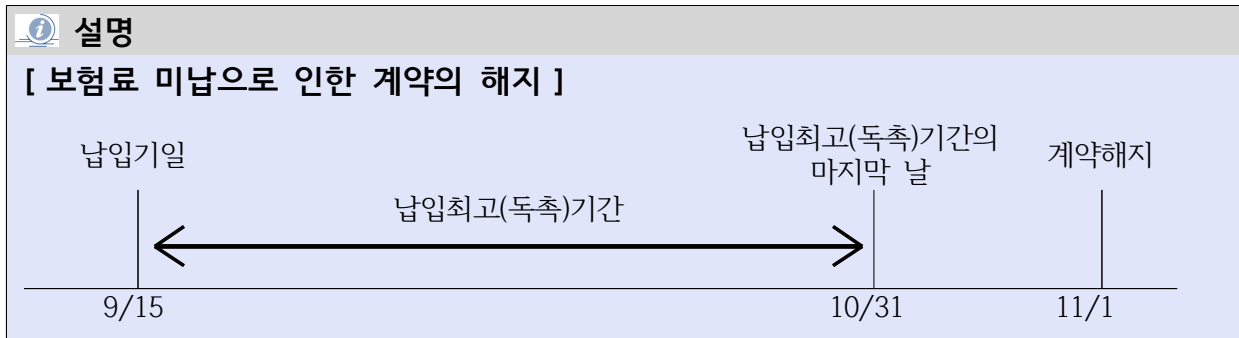 설명
[ 보험료 미납으로 인한 계약의 해지 ]
납입기일
납입최고(독촉)기간의
마지막 날
계약해지
납입최고(독촉)기간
9/15
10/31
11/1